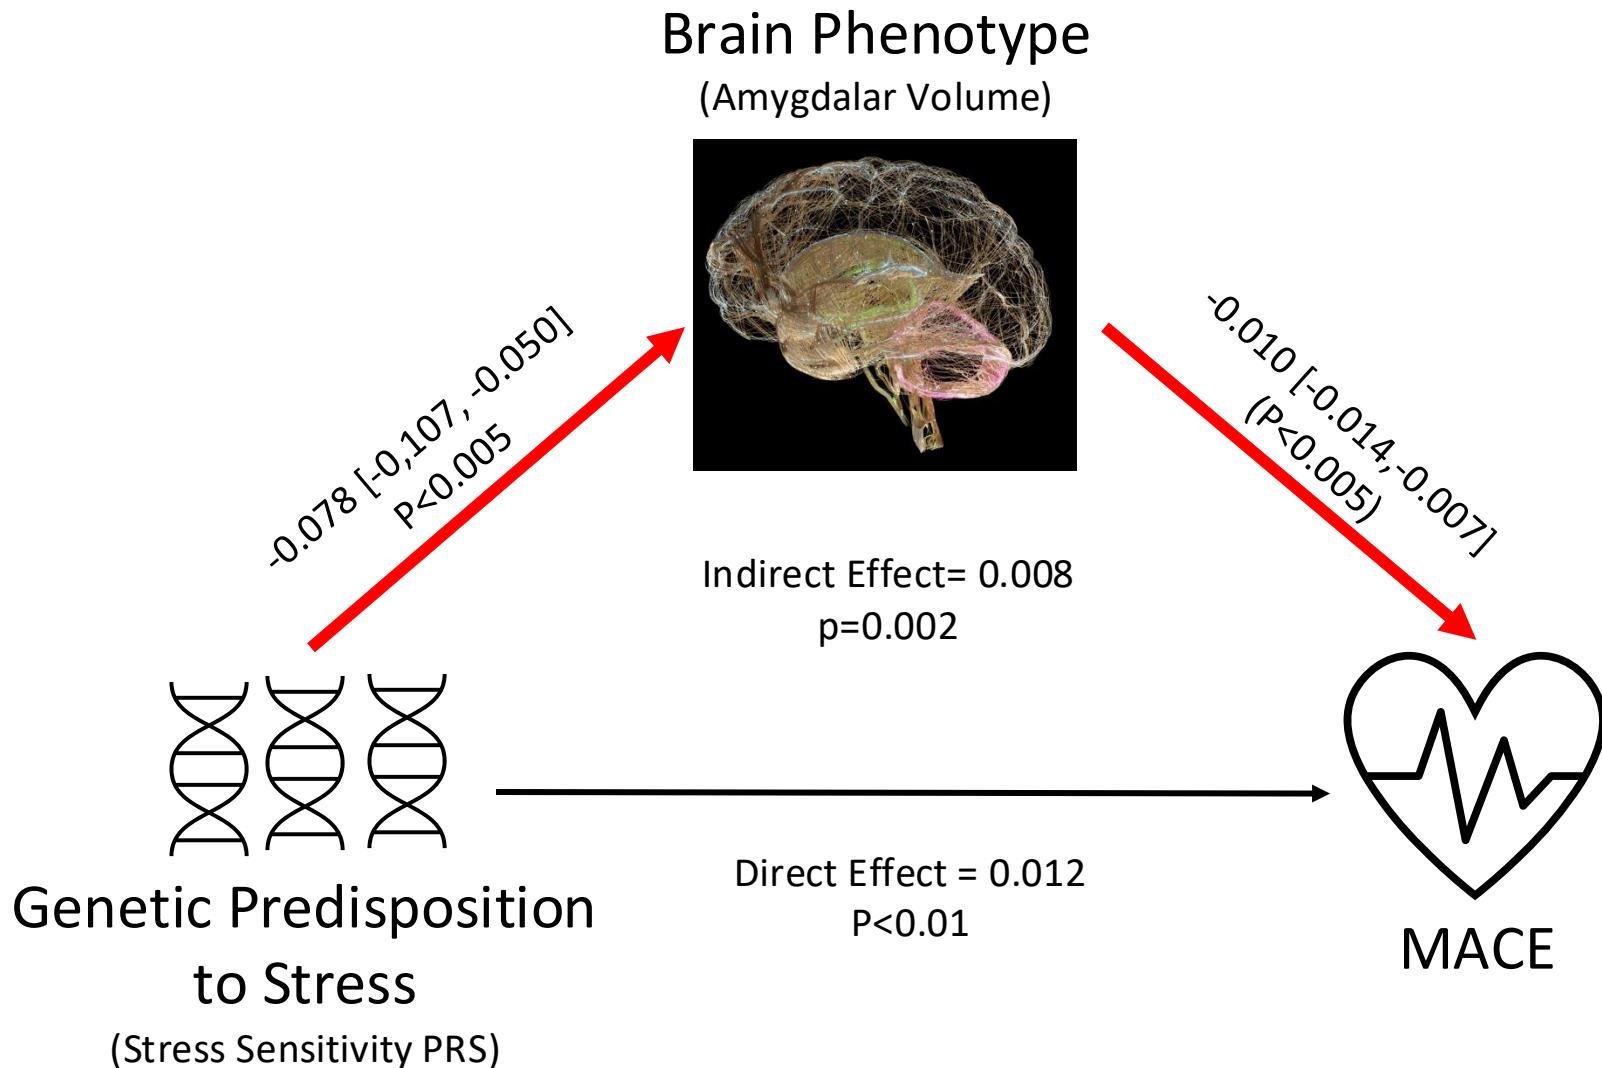 Brain Phenotype
(Amygdalar Volume)
-0.078 [-0,107, -0.050]
P<0.005
-0.010 [-0.014,-0.007]
(P<0.005)
Indirect Effect= 0.008
p=0.002
Direct Effect = 0.012
P<0.01
Genetic Predisposition
to Stress
(Stress Sensitivity PRS)
MACE